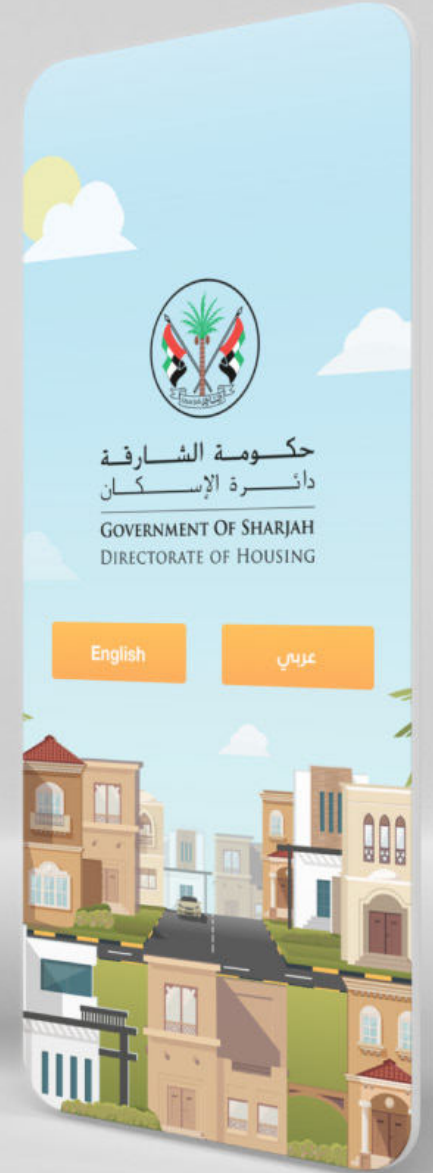 حكومة الشارقة
دائرة الإسكان
GOVERNMENT OF SHARJAH
DIRECTORATE OF HOUSING
English
عربي